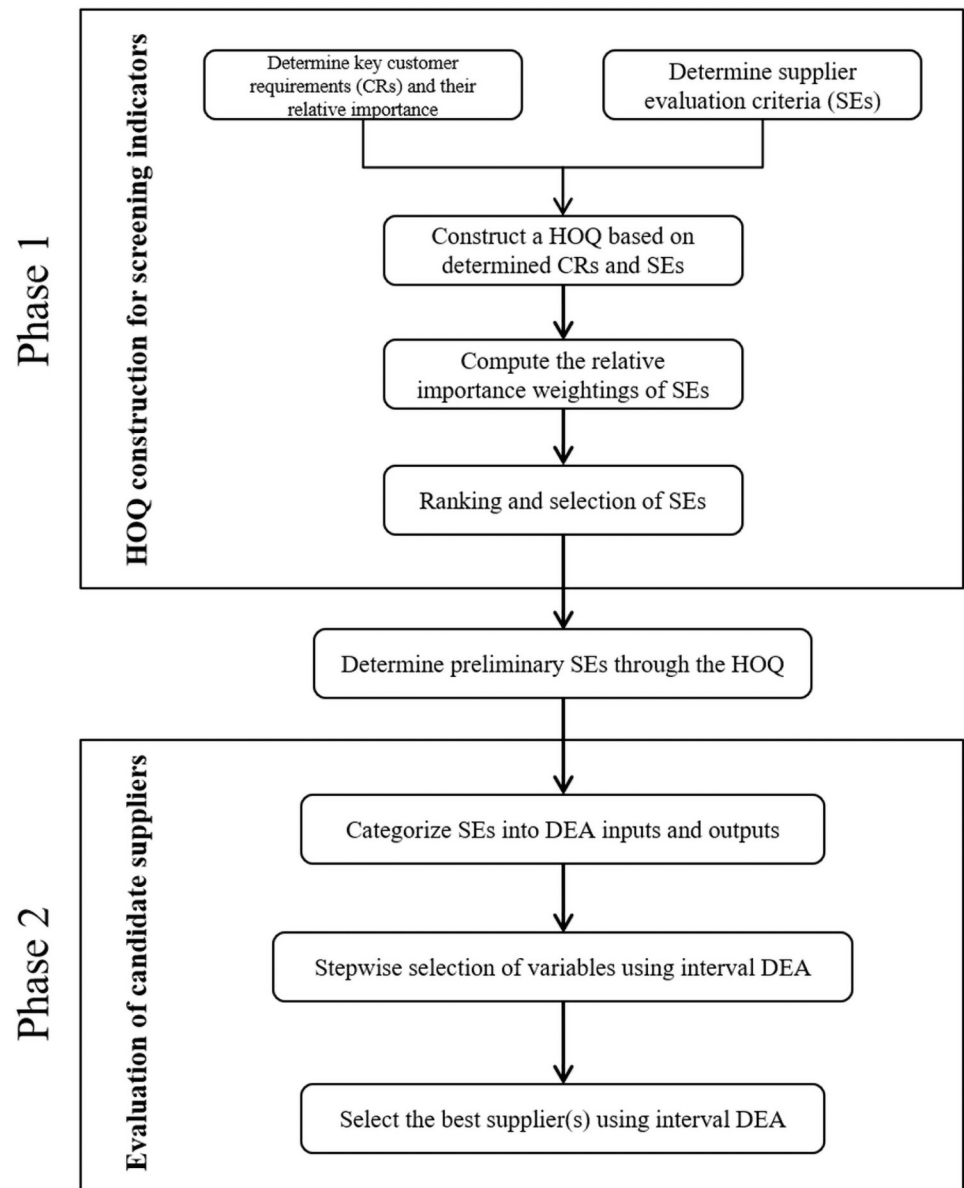 Phase 1
HOQ construction for screening indicators
Determine key customer
requirements (CRs) and their
relative importance
Determine supplier
evaluation criteria (SEs)
Construct a HOQ based on
determined CRs and SEs
Compute the relative
importance weightings of SEs
Ranking and selection of SEs
Determine preliminary SEs through the HOQ
Phase 2
Evaluation of candidate suppliers
Categorize SEs into DEA inputs and outputs
Stepwise selection of variables using interval DEA
Select the best supplier(s) using interval DEA